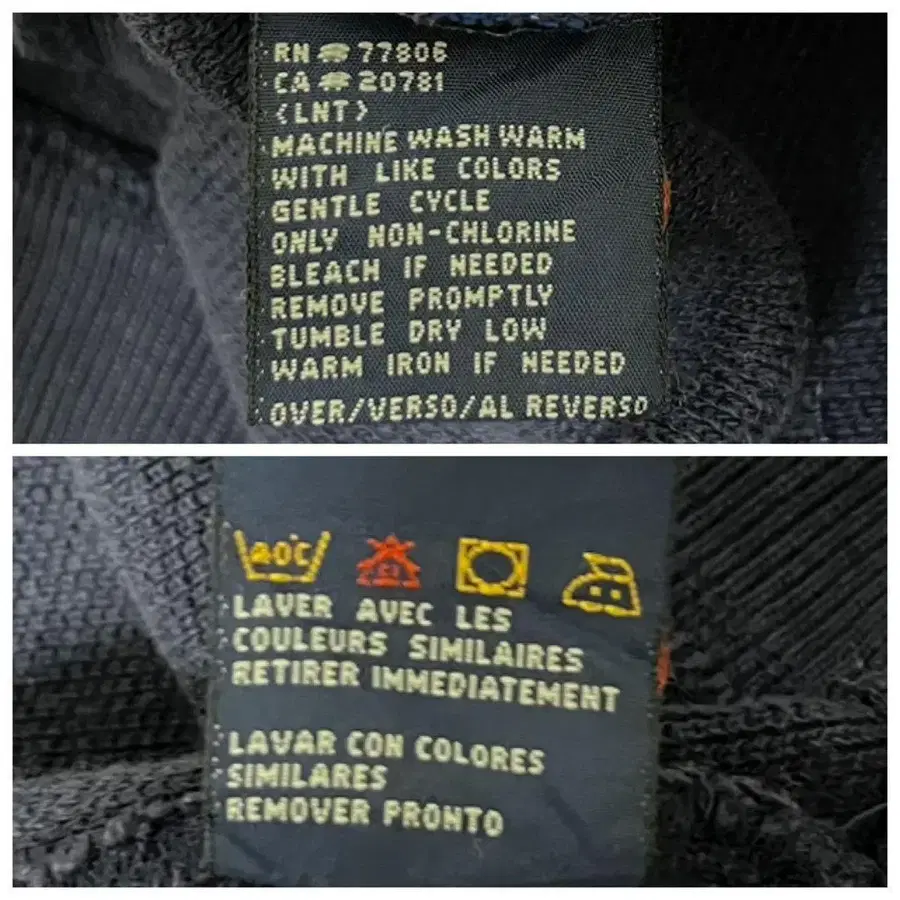 RN # 77806
CA # 20781
<LNT>
MACHINE WASH WARM
WITH LIKE COLORS
GENTLE CYCLE
ONLY NON-CHLORINE
BLEACH IF NEEDED
REMOVE PROMPTLY
TUMBLE DRY LOW
WARM IRON IF NEEDED
OVER/VERSO/AL REVERSO
40C
Cl
LAVER AVEC LES
COULEURS SIMILAIRES
RETIRER IMMEDIATEMENT
LAVAR CON COLORES
SIMILARES
REMOVER PRONTO